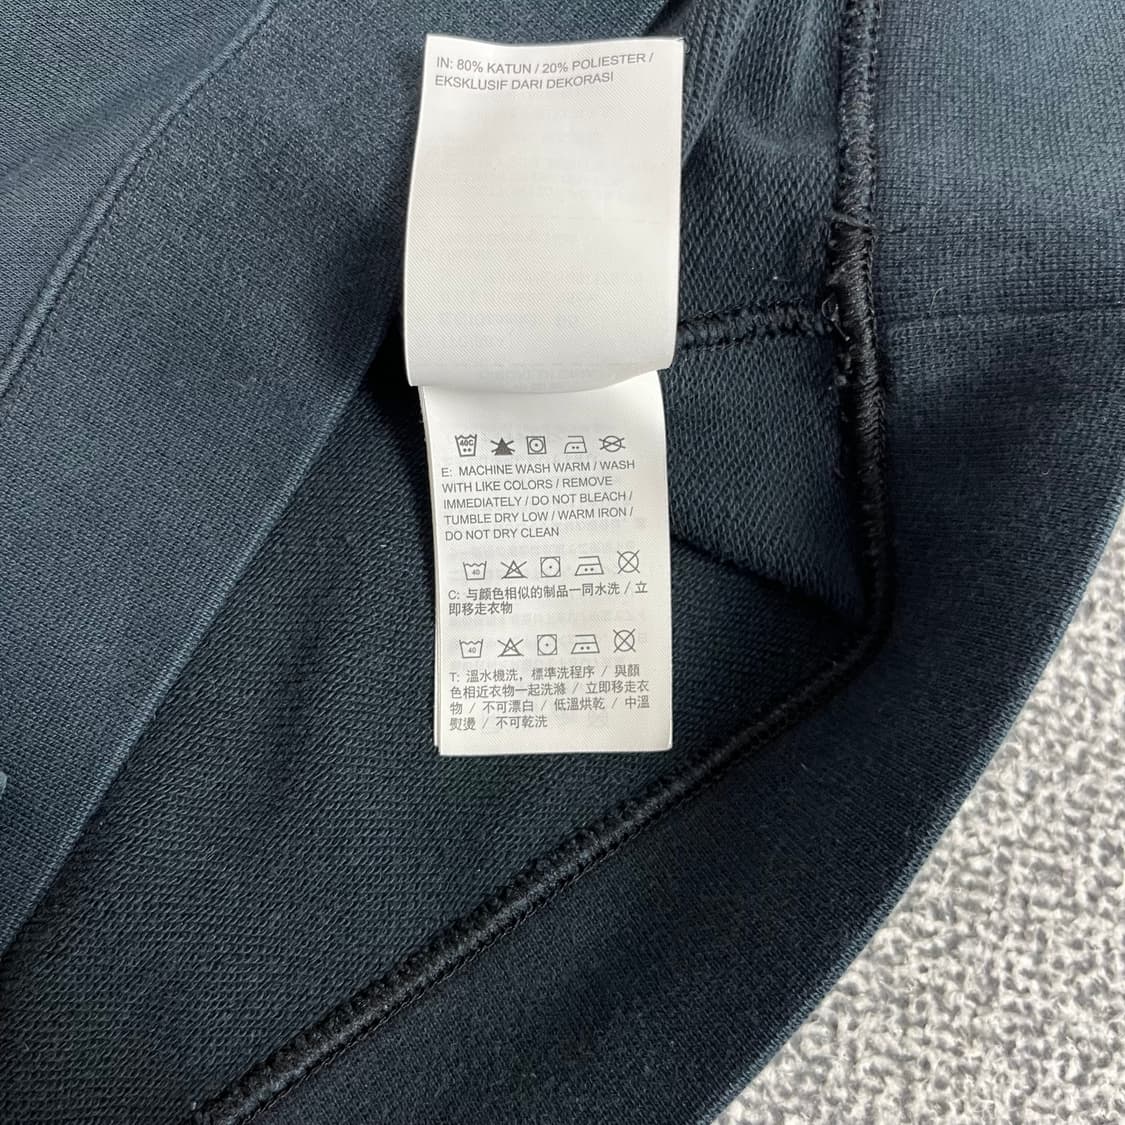 IN: 80% KATUN / 20% POLIESTER /
EKSKLUSIF DARI DEKORASI
40C
E: MACHINE WASH WARM / WASH
WITH LIKE COLORS / REMOVE
IMMEDIATELY / DO NOT BLEACH /
TUMBLE DRY LOW / WARM IRON /
DO NOT DRY CLEAN
40
C: 与颜色相似的制品一同水洗 / 立
即移走衣物
40
T: 溫水機洗，標準洗程序 / 與顏
色相近衣物一起洗滌 / 立即移走衣
物 / 不可漂白 / 低溫烘乾 / 中溫
熨燙 / 不可乾洗